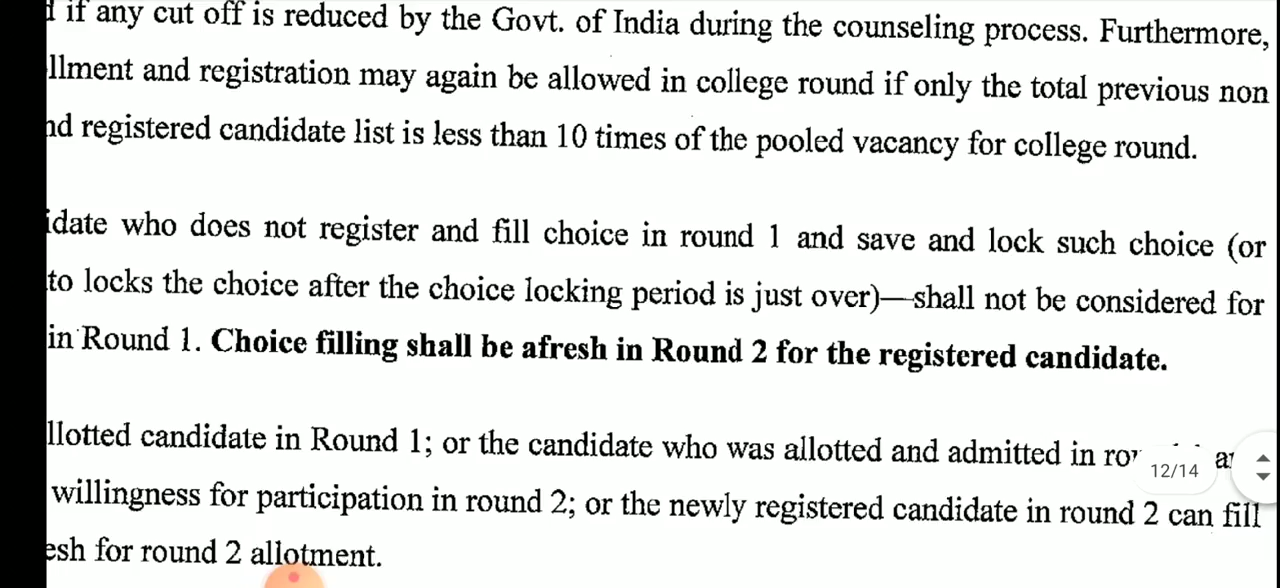 if any cut off is reduced by the Govt. of India during the counseling process. Furthermore,
llment and registration may again be allowed in college round if only the total previous non
nd registered candidate list is less than 10 times of the pooled vacancy for college round.
idate who does not register and fill choice in round 1 and save and lock such choice (or
to locks the choice after the choice locking period is just over)—shall not be considered for
in Round 1. Choice filling shall be afresh in Round 2 for the registered candidate.
llotted candidate in Round 1; or the candidate who was allotted and admitted in
12/14
willingness for participation in round 2; or the newly registered candidate in round 2 can fill
esh for round 2 allotment.